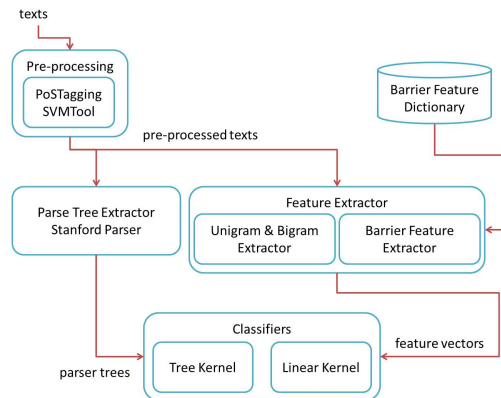 texts
Pre-processing
PoSTagging
SVMTool
Barrier Feature
Dictionary
pre-processed texts
Parse Tree Extractor
Stanford Parser
Feature Extractor
Unigram & Bigram
Extractor
Barrier Feature
Extractor
Classifiers
Tree Kernel
Linear Kernel
parser trees
feature vectors